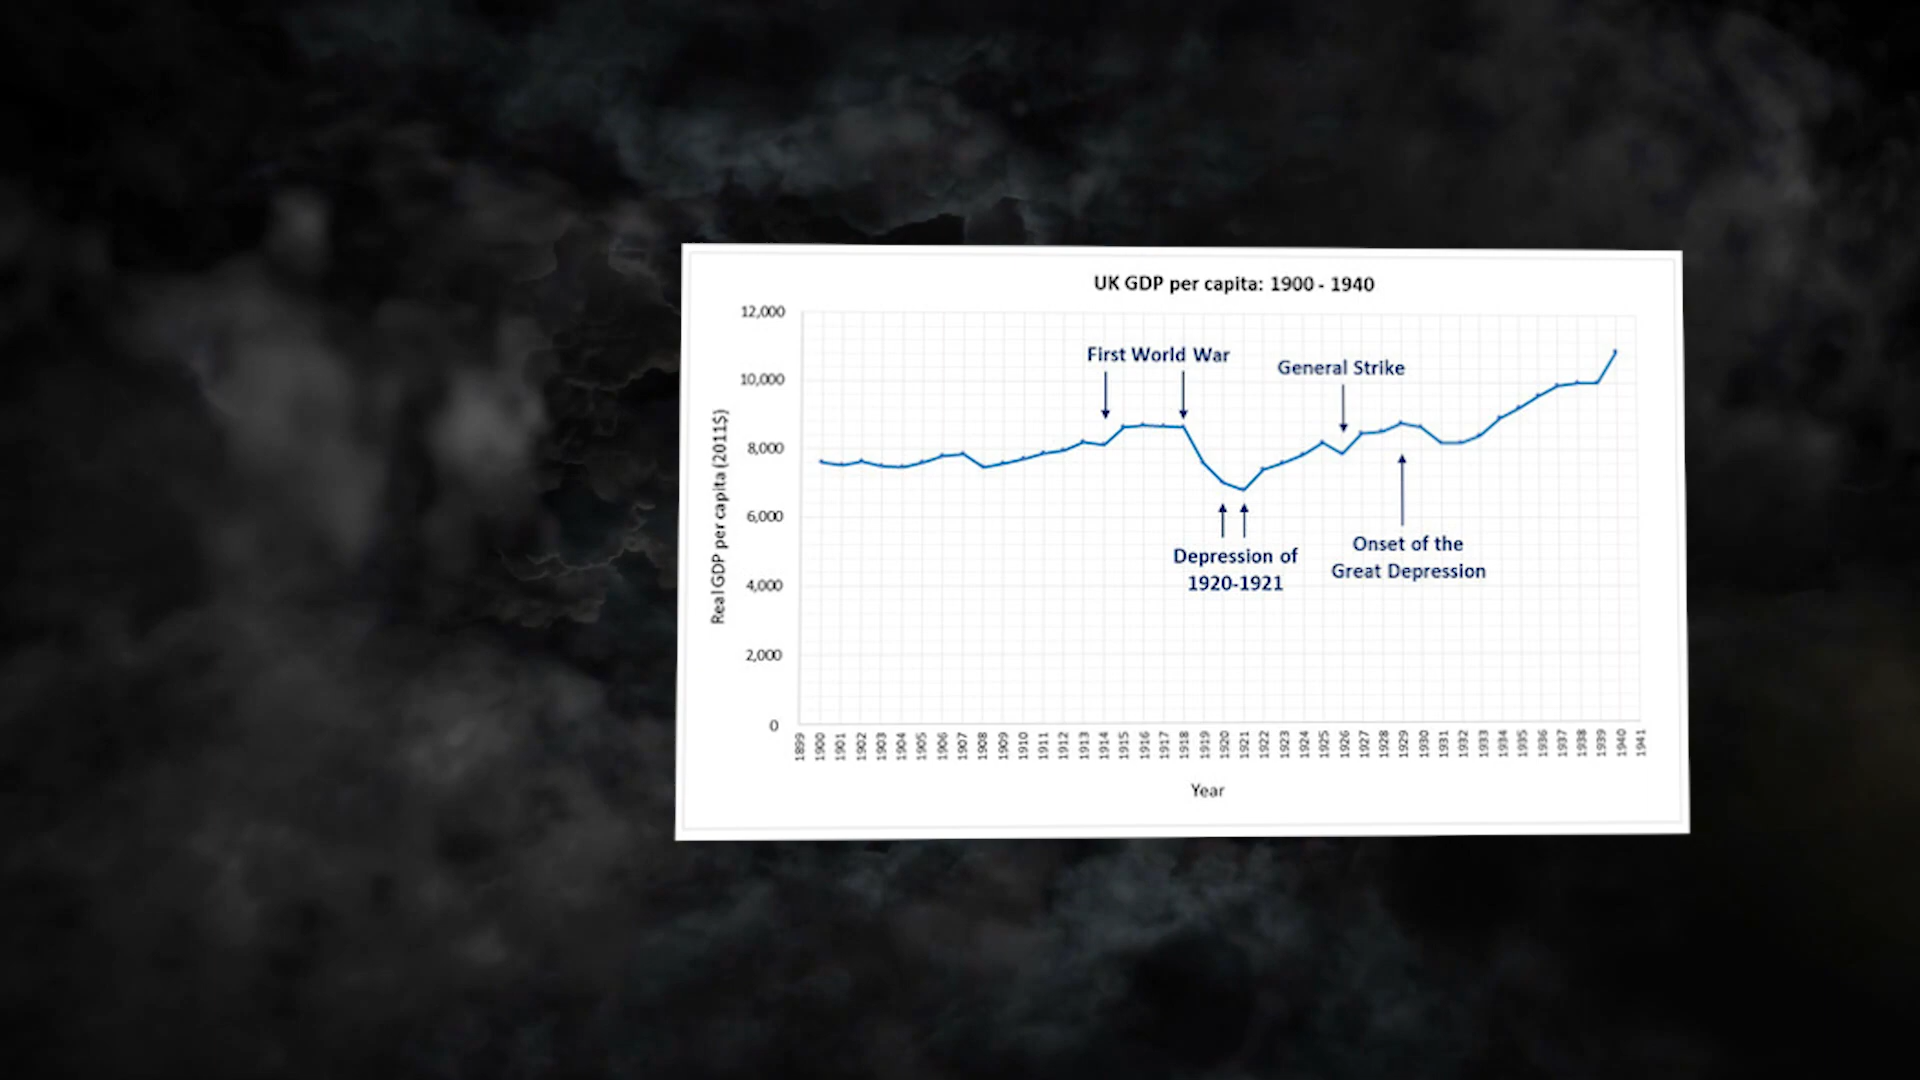 UK GDP per capita: 1900 - 1940
12,000
10,000
8,000
6,000
4,000
2,000
0
Real GDP per capita (2011$)
First World War
General Strike
Depression of
1920-1921
Onset of the
Great Depression
1899 1900 1901 1902 1903 1904 1905 1906 1907 1908 1909 1910 1911 1912 1913 1914 1915 1916 1917 1918 1919 1920 1921 1922 1923 1924 1925 1926 1927 1928 1929 1930 1931 1932 1933 1934 1935 1936 1937 1938 1939 1940 1941
Year